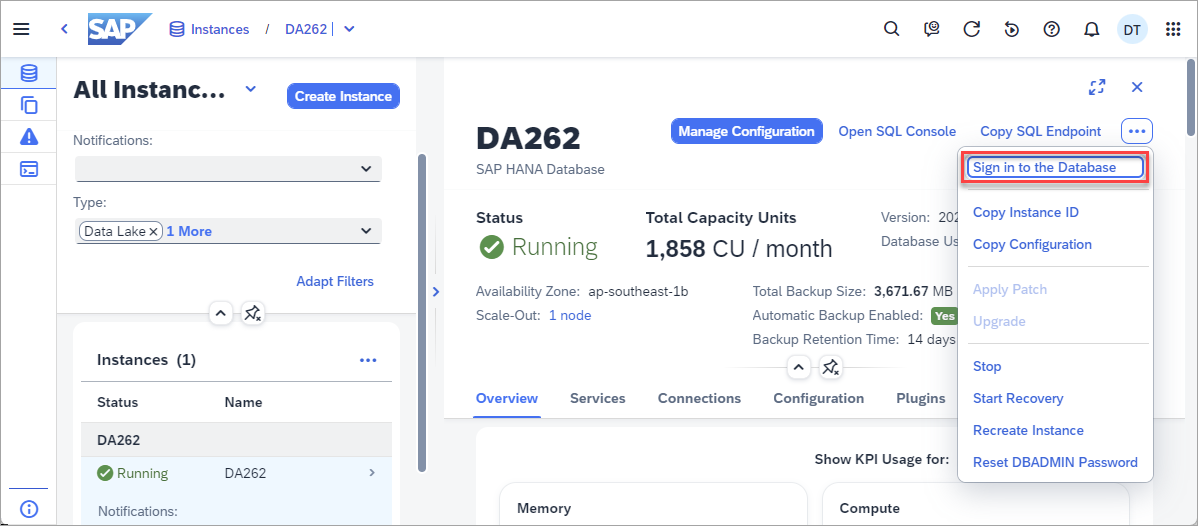 SAP Instances / DA262 DT
All Instanc... Create Instance
Notifications:
Type:
Data Lake 1 More
Adapt Filters
Instances (1)
Status Name
DA262
Running DA262
Notifications:
DA262
SAP HANA Database
Manage Configuration Open SQL Console Copy SQL Endpoint
Status
Running
Total Capacity Units
1,858 CU / month
Version: 202
Database Us
Availability Zone: ap-southeast-1b
Scale-Out: 1 node
Total Backup Size: 3,671.67 MB
Automatic Backup Enabled: Yes
Backup Retention Time: 14 days
Overview Services Connections Configuration Plugins
Show KPI Usage for:
Memory Compute
Sign in to the Database
Copy Instance ID
Copy Configuration
Apply Patch
Upgrade
Stop
Start Recovery
Recreate Instance
Reset DBADMIN Password